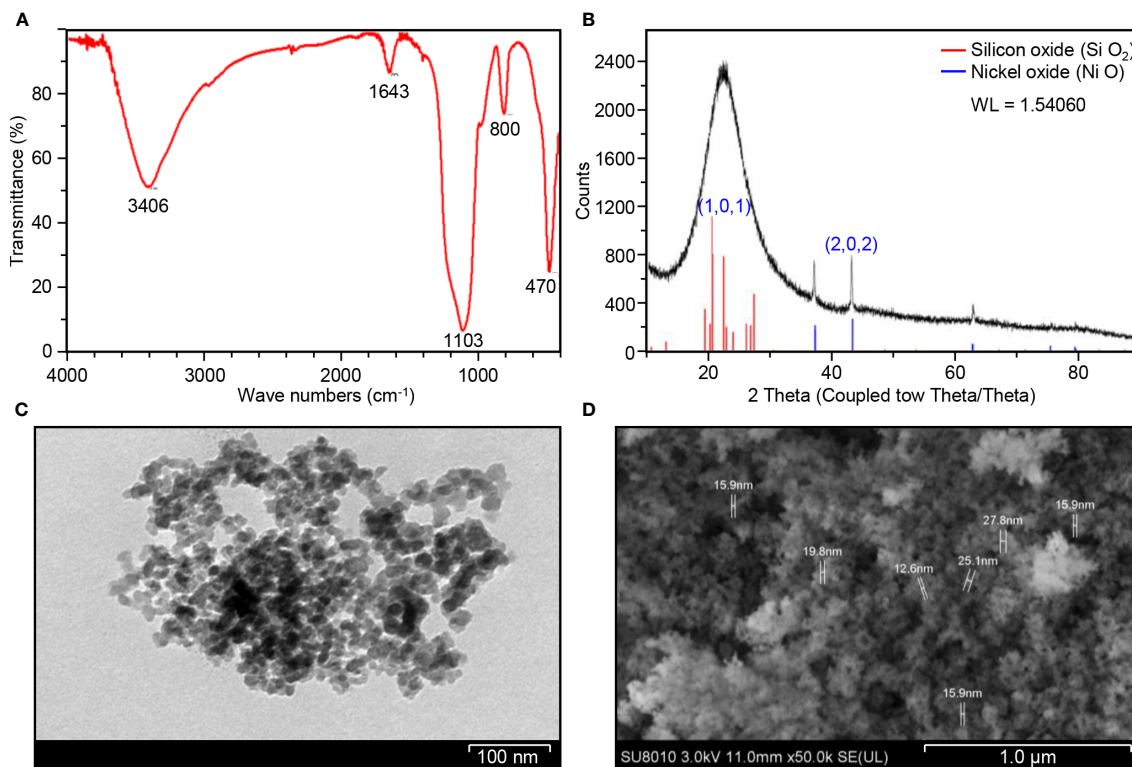 A
Transmittance (%)
80
60
40
20
0
3406
1643
1103
800
470
4000
3000
2000
1000
Wave numbers (cm⁻¹)
B
Counts
2400
2000
1600
1200
800
400
0
Silicon oxide (Si O₂)
Nickel oxide (Ni O)
WL = 1.54060
(1,0,1)
(2,0,2)
20
40
60
80
2 Theta (Coupled tow Theta/Theta)
C
100 nm
D
15.9nm
15.9nm
27.8nm
19.8nm
12.6nm
25.1nm
15.9nm
SU8010 3.0kV 11.0mm x50.0k SE(UL)
1.0 µm